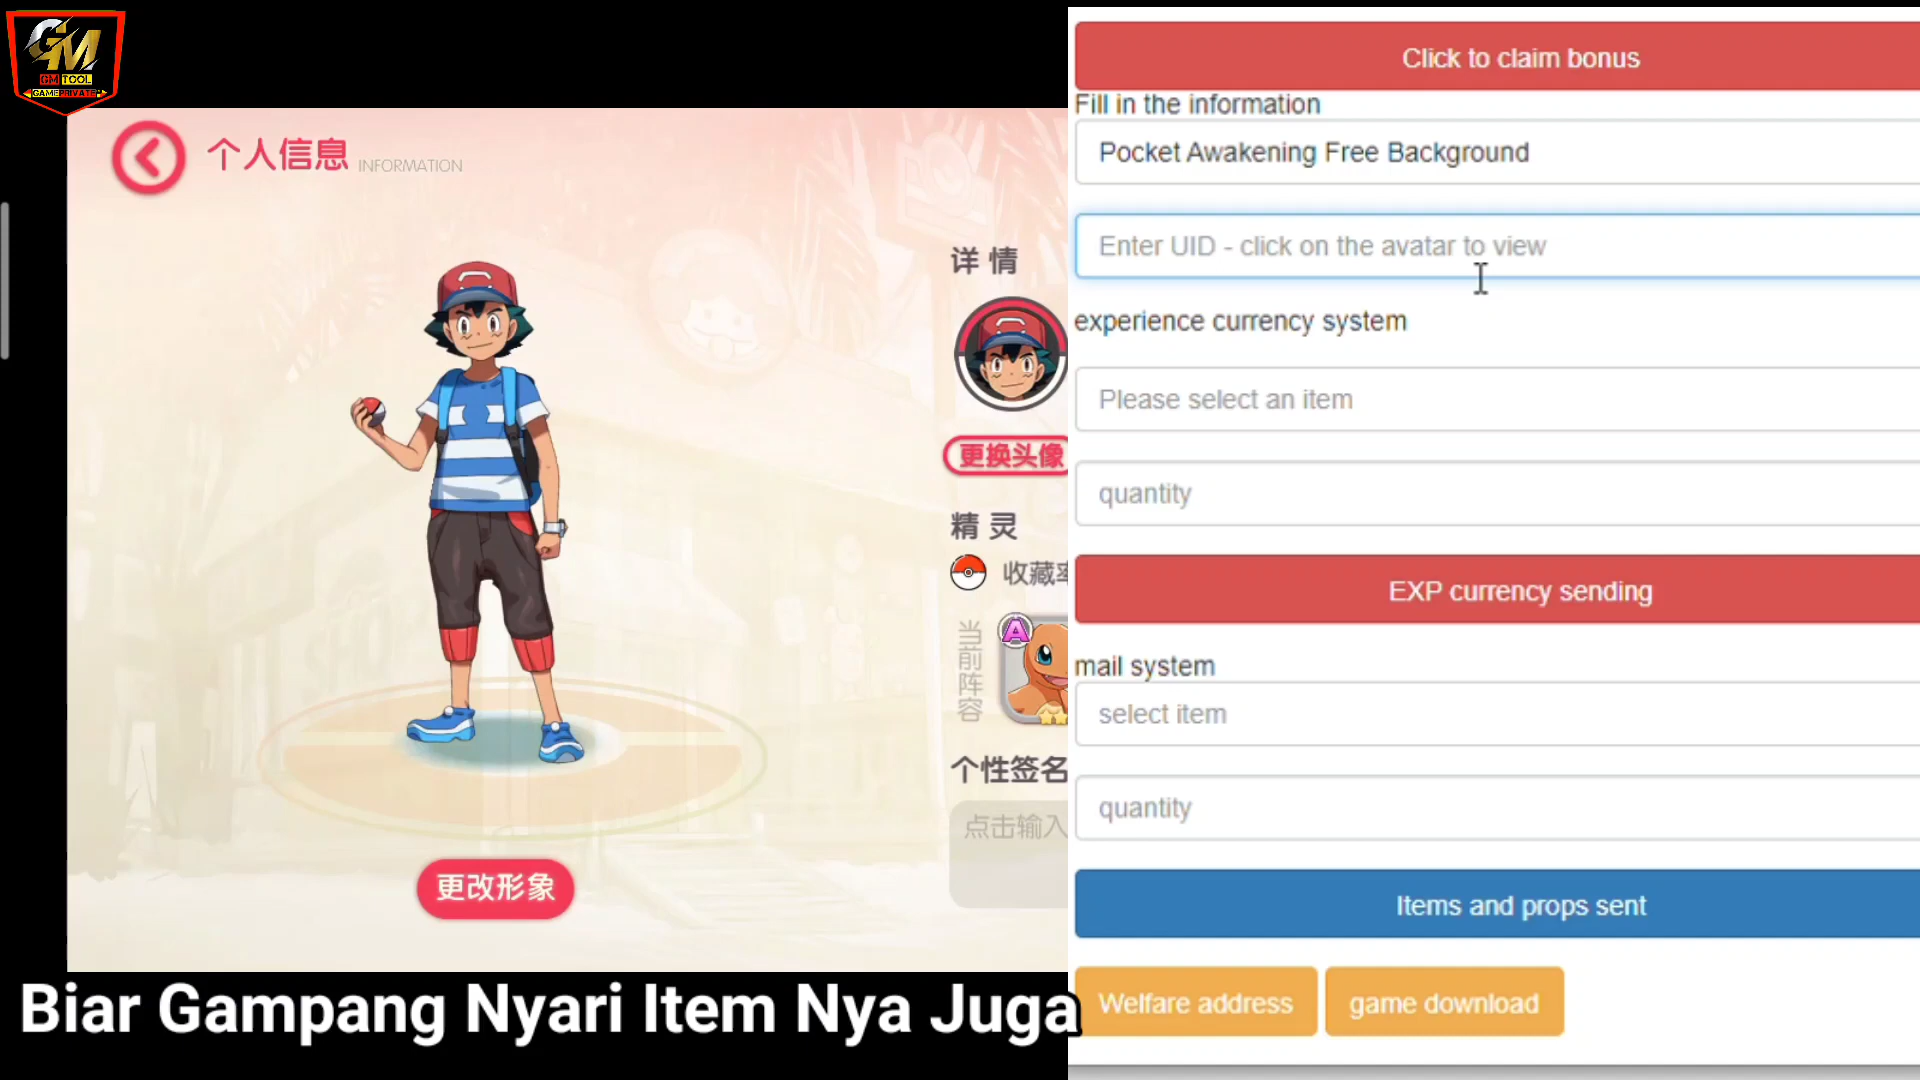 GM
GM TOOL
GAMEPRIVATE
个人信息 INFORMATION
详 情
更换头像
精 灵
收藏率
当前阵容
A
个性签名
点击输入
更改形象
Click to claim bonus
Fill in the information
Pocket Awakening Free Background
Enter UID - click on the avatar to view
experience currency system
Please select an item
quantity
EXP currency sending
mail system
select item
quantity
Items and props sent
Welfare address
game download
Biar Gampang Nyari Item Nya Juga